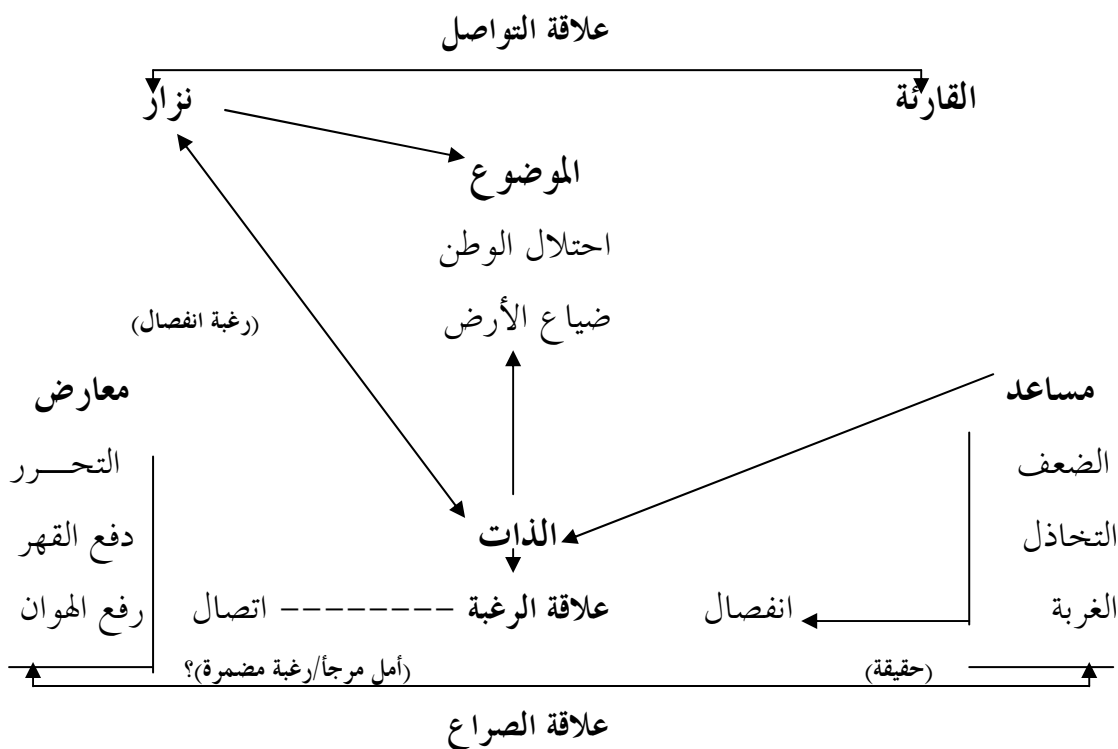 علاقة التواصل
القارئة
نزار
الموضوع
احتلال الوطن
ضياع الأرض
(رغبة انفصال)
مساعد
معارض
الضعف
التحـــرر
التخاذل
الذات
دفع القهر
الغربة
انفصال
علاقة الرغبة
اتصال
رفع الهوان
(حقيقة)
(أمل مرجأ/رغبة مضمرة)؟
علاقة الصراع